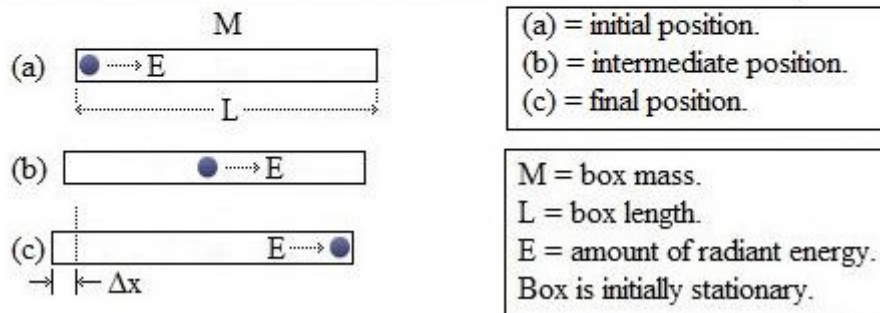 M
(a) E
L
(b) E
(c) E
Δx
(a) = initial position.
(b) = intermediate position.
(c) = final position.
M = box mass.
L = box length.
E = amount of radiant energy.
Box is initially stationary.